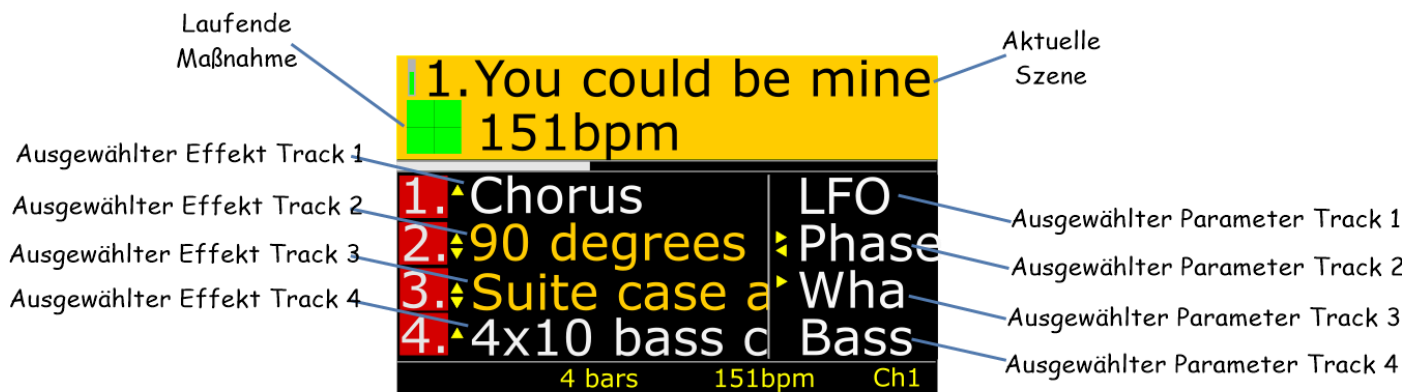 Laufende
Maßnahme
Aktuelle
Szene
1.You could be mine
151bpm
Ausgewählter Effekt Track 1
Ausgewählter Effekt Track 2
Ausgewählter Effekt Track 3
Ausgewählter Effekt Track 4
1. Chorus LFO
2. 90 degrees Phase
3. Suite case a Wha
4. 4x10 bass c Bass
4 bars 151bpm Ch1
Ausgewählter Parameter Track 1
Ausgewählter Parameter Track 2
Ausgewählter Parameter Track 3
Ausgewählter Parameter Track 4